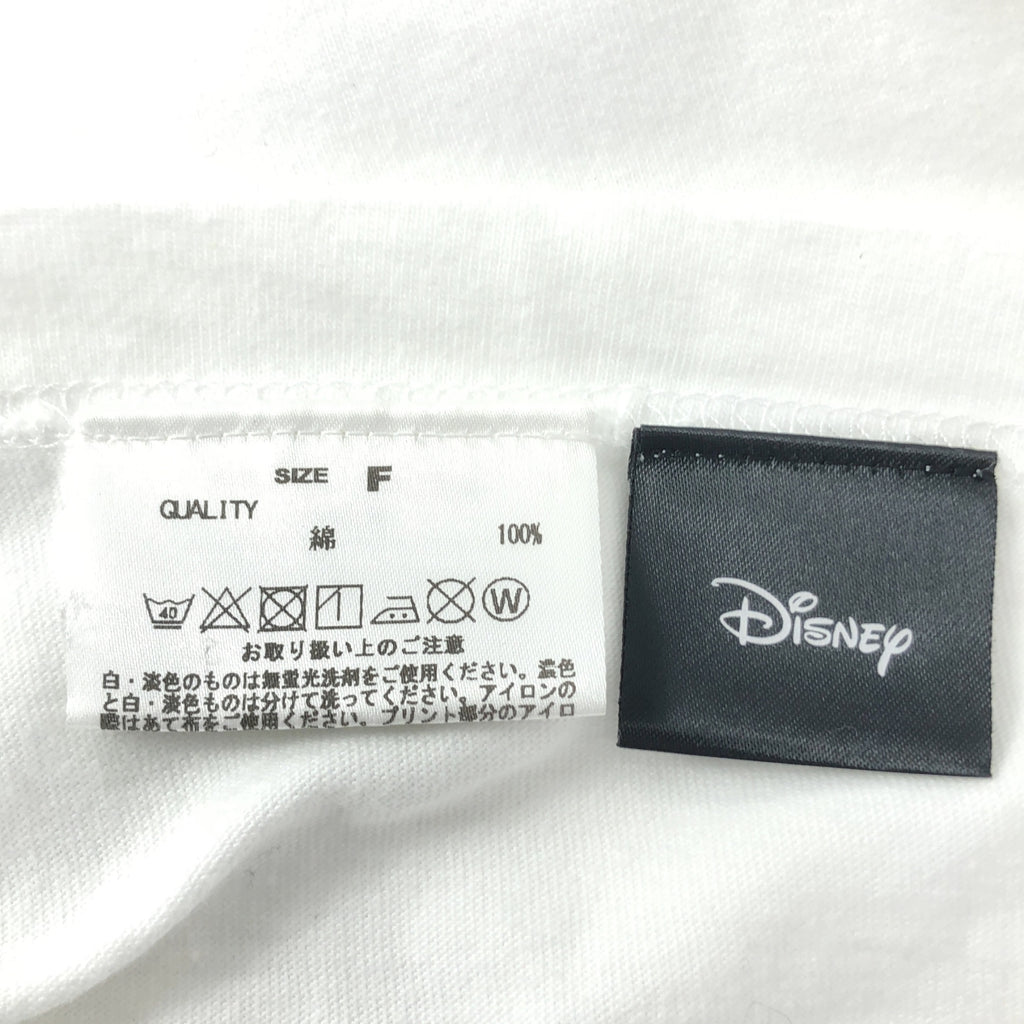 SIZE F
QUALITY
綿 100%
40 W
お取り扱い上のご注意
白・淡色のものは無蛍光洗剤をご使用ください。濃色
と白・淡色ものは分けて洗ってください。アイロンの
際はあて布をご使用ください。プリント部分のアイロ
Disney